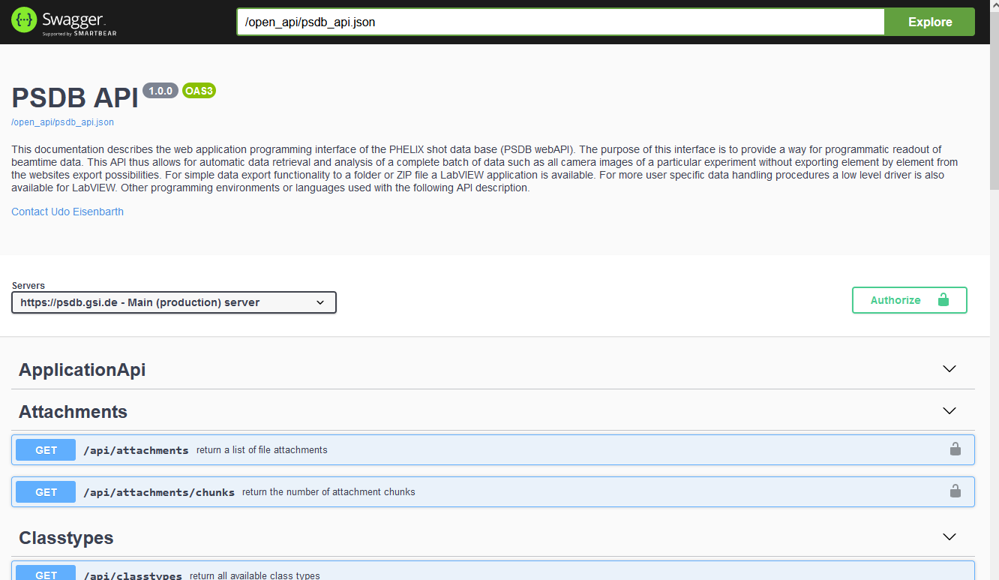 Swagger.
Supported by SMARTBEAR
/open_api/psdb_api.json
Explore
PSDB API 1.0.0 OAS3
/open_api/psdb_api.json
This documentation describes the web application programming interface of the PHELIX shot data base (PSDB webAPI). The purpose of this interface is to provide a way for programmatic readout of
beamtime data. This API thus allows for automatic data retrieval and analysis of a complete batch of data such as all camera images of a particular experiment without exporting element by element from
the websites export possibilities. For simple data export functionality to a folder or ZIP file a LabVIEW application is available. For more user specific data handling procedures a low level driver is also
available for LabVIEW. Other programming environments or languages used with the following API description.
Contact Udo Eisenbarth
Servers
https://psdb.gsi.de - Main (production) server
Authorize
ApplicationApi
Attachments
GET /api/attachments return a list of file attachments
GET /api/attachments/chunks return the number of attachment chunks
Classtypes
GET /api/classtypes return all available class types